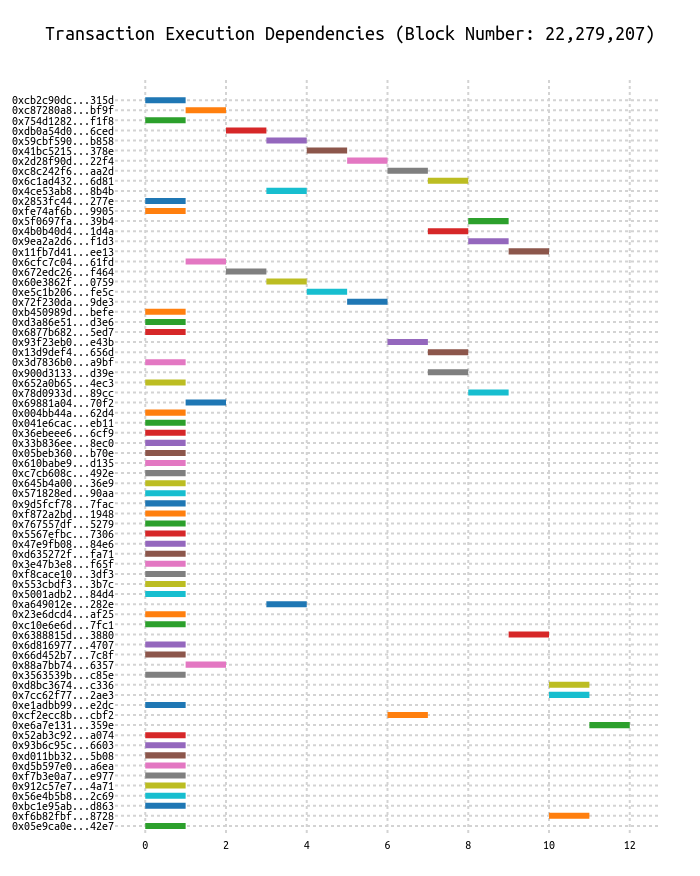 Transaction Execution Dependencies (Block Number: 22,279,207)
0xcb2c90dc...315d
0xc87280a8...bf9f
0x754d1282...f1f8
0xdb0a54d0...6ced
0x59cbf590...b858
0x41bc5215...378e
0x2d28f90d...22f4
0xc8c242f6...aa2d
0x6c1ad432...6d81
0x4ce53ab8...8b4b
0x2853fc44...277e
0xfe74af6b...9905
0x5f0697fa...39b4
0x4b0b40d4...1d4a
0x9ea2a2d6...f1d3
0x11fb7d41...ee13
0x6cfc7c04...61fd
0x672edc26...f464
0x60e3862f...0759
0xe5c1b206...fe5c
0x72f230da...9de3
0xb450989d...befe
0xd3a86e51...d3e6
0x6877b682...5ed7
0x93f23eb0...e43b
0x13d9def4...656d
0x3d7836b0...a9bf
0x900d3133...d39e
0x652a0b65...4ec3
0x78d0933d...89cc
0x69881a04...70f2
0x004bb44a...62d4
0x041e6cac...eb11
0x36ebeee6...6cf9
0x33b836ee...8ec0
0x05beb360...b70e
0x610babe9...d135
0xc7cb608c...492e
0x645b4a00...36e9
0x571828ed...90aa
0x9d5fcf78...7fac
0xf872a2bd...1948
0x767557df...5279
0x5567efbc...7306
0x47e9fb08...84e6
0xd635272f...fa71
0x3e47b3e8...f65f
0xf8cace10...3df3
0x553cbdf3...3b7c
0x5001adb2...84d4
0xa649012e...282e
0x23e6dcd4...af25
0xc10e6e6d...7fc1
0x6388815d...3880
0x6d816977...4707
0x66d452b7...7c8f
0x88a7bb74...6357
0x3563539b...c85e
0xd8bc3674...c336
0x7cc62f77...2ae3
0xe1adbb99...e2dc
0xcf2ecc8b...cbf2
0xe6a7e131...359e
0x52ab3c92...a074
0x93b6c95c...6603
0xd011bb32...5b08
0xd5b597e0...a6ea
0xf7b3e0a7...e977
0x912c57e7...4a71
0x56e4b5b8...2c69
0xbc1e95ab...d863
0xf6b82fbf...8728
0x05e9ca0e...42e7
0 2 4 6 8 10 12